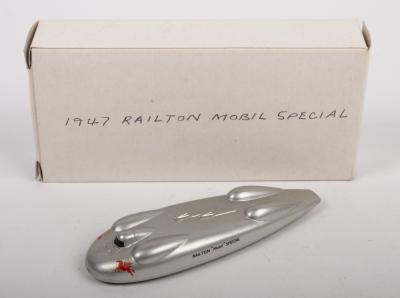 1947 RAILTON MOBIL SPECIAL
RAILTON "Mobil" SPECIAL